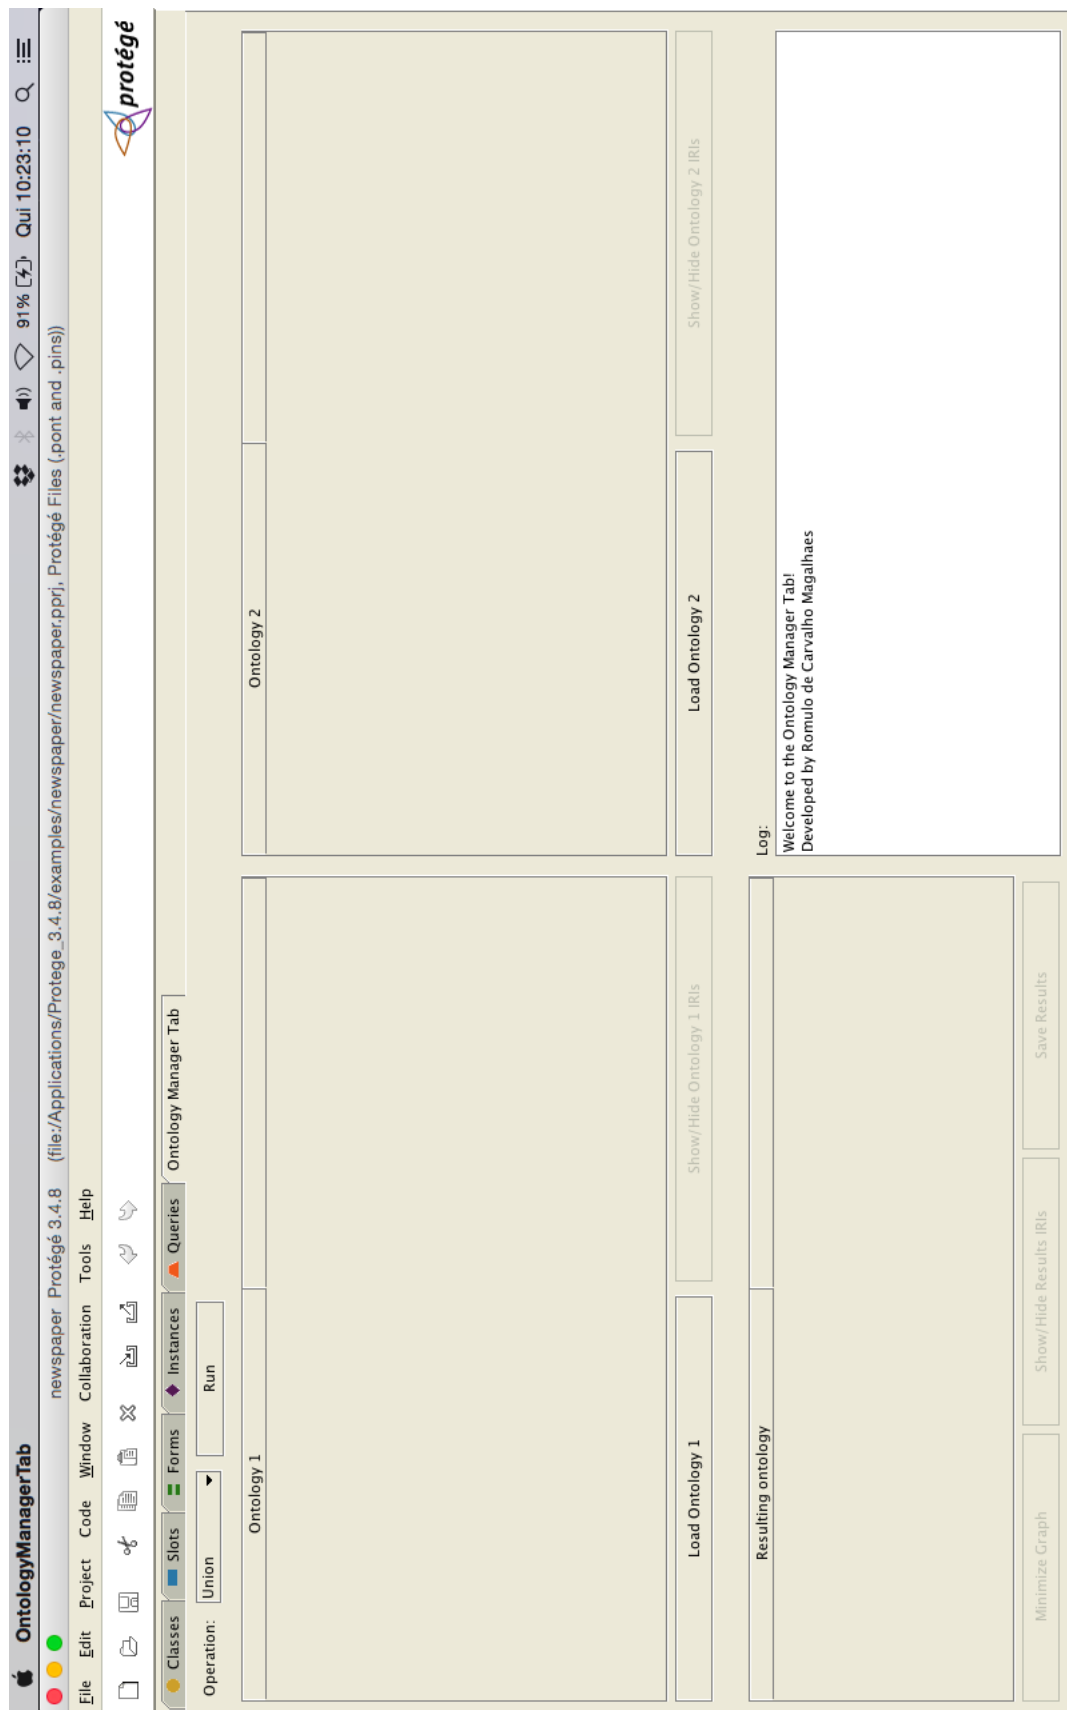 OntologyManagerTab 91% Qui 10:23:10
newspaper Protégé 3.4.8 (file:/Applications/Protege_3.4.8/examples/newspaper/newspaper.pprj, Protégé Files (.pont and .pins))
File Edit Project Code Window Collaboration Tools Help
protégé
Classes Slots Forms Instances Queries Ontology Manager Tab
Operation: Union Run
Ontology 1
Ontology 2
Load Ontology 1
Show/Hide Ontology 1 IRIs
Load Ontology 2
Show/Hide Ontology 2 IRIs
Resulting ontology
Log:
Welcome to the Ontology Manager Tab!
Developed by Romulo de Carvalho Magalhaes
Minimize Graph
Show/Hide Results IRIs
Save Results